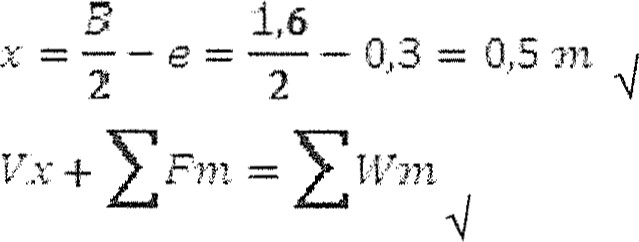 x = B/2 − e = 1,6/2 − 0,3 = 0,5 m √
Vx + ∑Fm = ∑Wm √